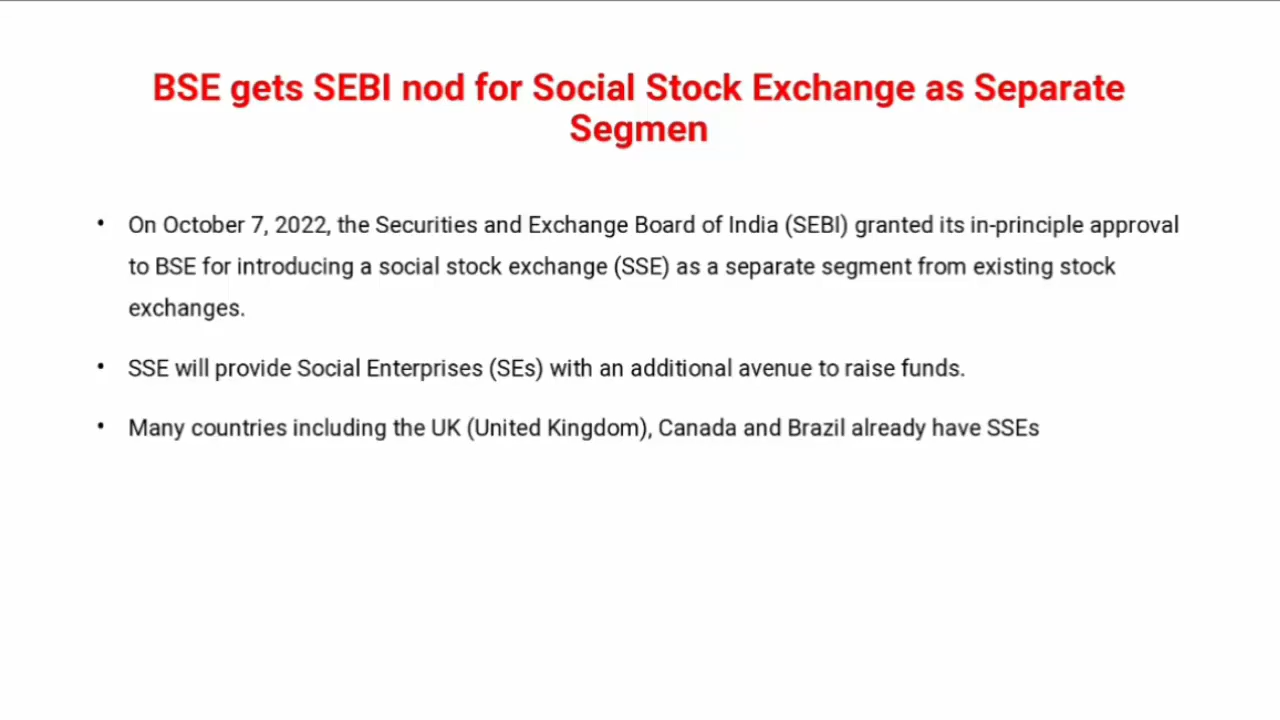 BSE gets SEBI nod for Social Stock Exchange as Separate
Segmen
• On October 7, 2022, the Securities and Exchange Board of India (SEBI) granted its in-principle approval
to BSE for introducing a social stock exchange (SSE) as a separate segment from existing stock
exchanges.
• SSE will provide Social Enterprises (SEs) with an additional avenue to raise funds.
• Many countries including the UK (United Kingdom), Canada and Brazil already have SSEs